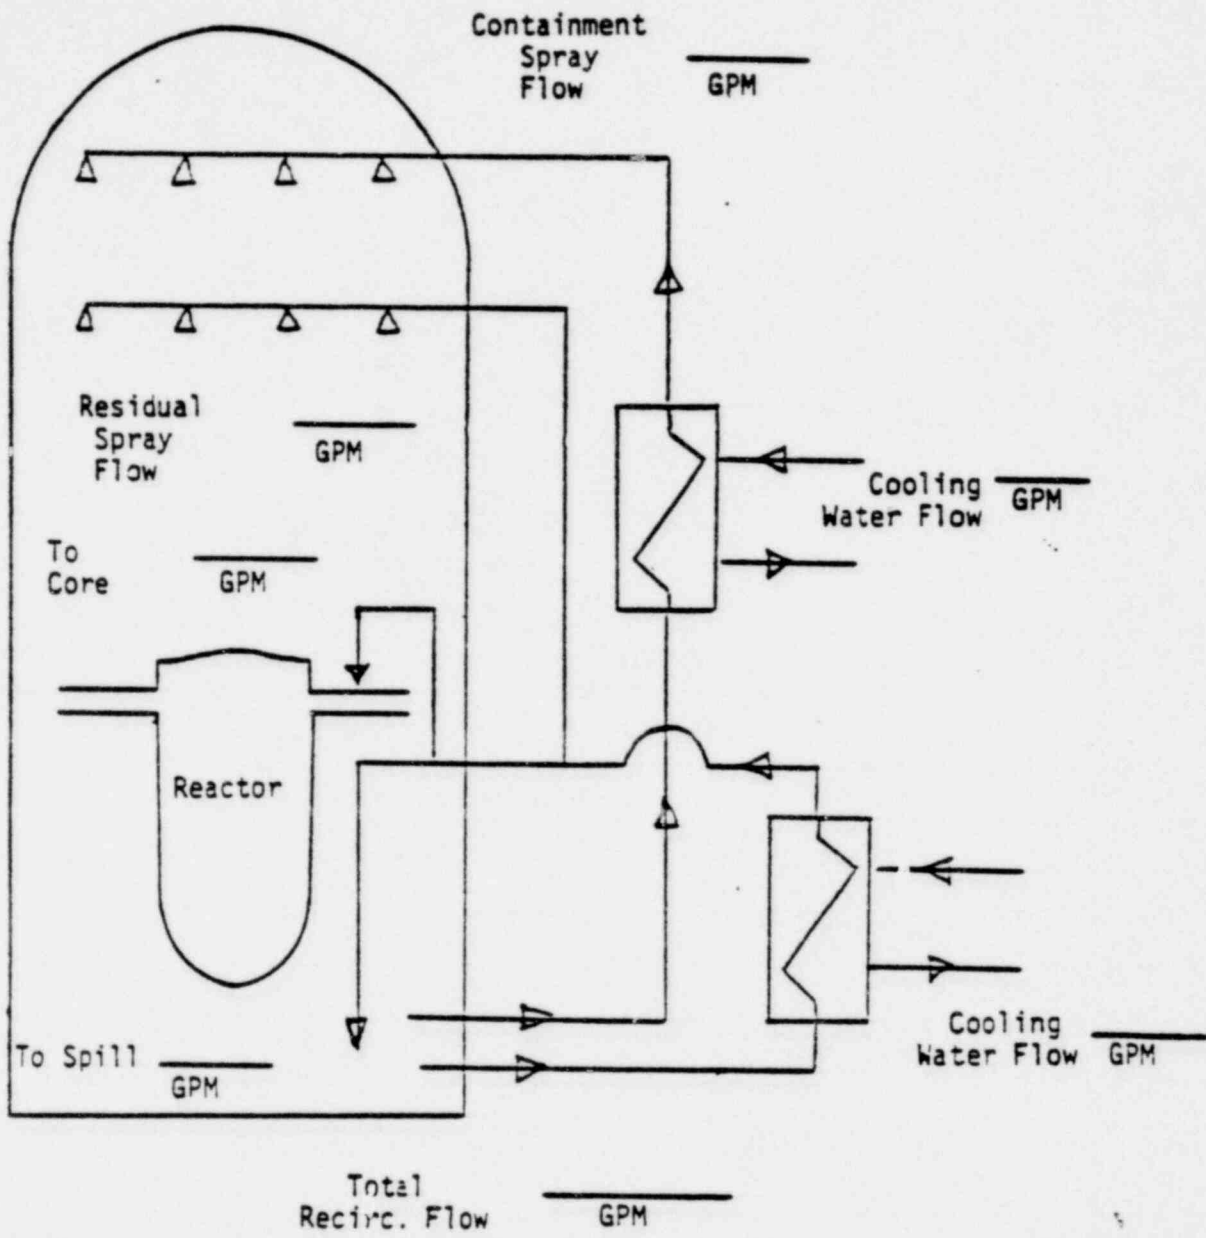 Containment
Spray
Flow
GPM
Residual
Spray
Flow
GPM
Cooling
Water Flow
GPM
To
Core
GPM
Reactor
To Spill
GPM
Cooling
Water Flow
GPM
Total
Recirc. Flow
GPM